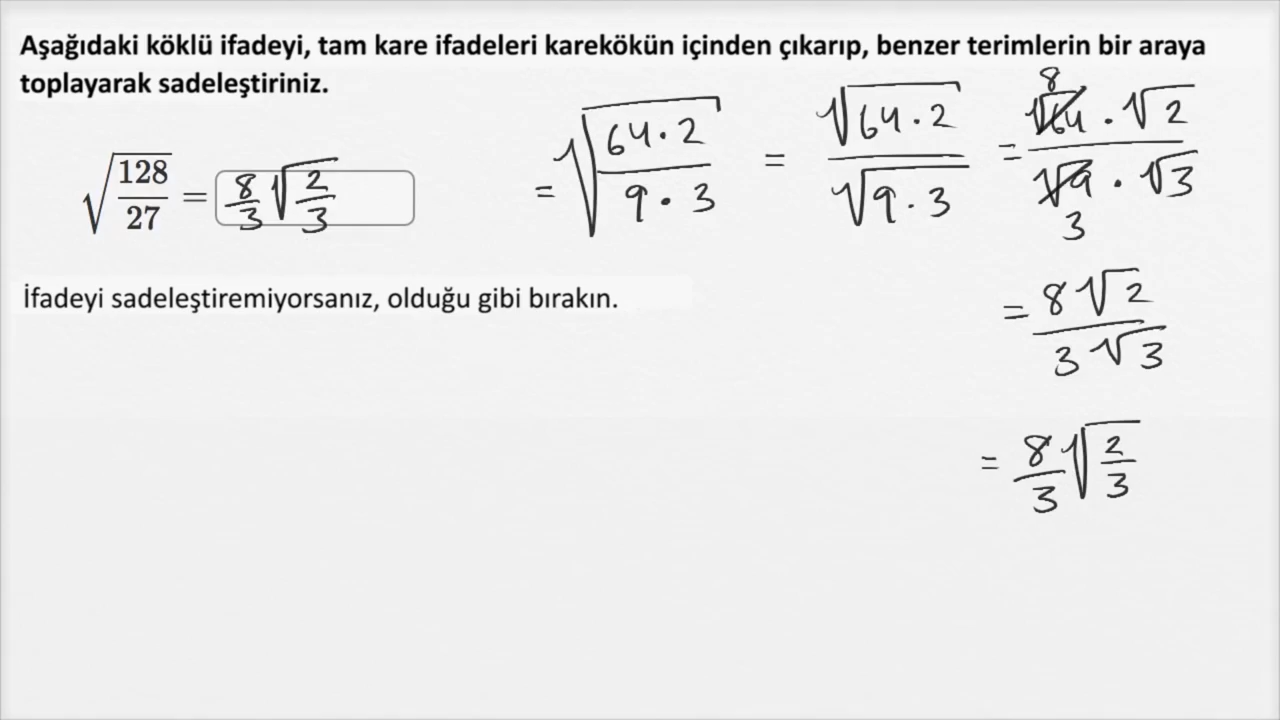 Aşağıdaki köklü ifadeyi, tam kare ifadeleri karekökün içinden çıkarıp, benzer terimlerin bir araya
toplayarak sadeleştiriniz.
√(128/27) = 8/3 √(2/3)
= √((64·2)/(9·3)) = √(64·2)/√(9·3) = (√64 8 · √2)/(√9 3 · √3)
İfadeyi sadeleştiremiyorsanız, olduğu gibi bırakın.
= 8√2/3√3
= 8/3 √(2/3)